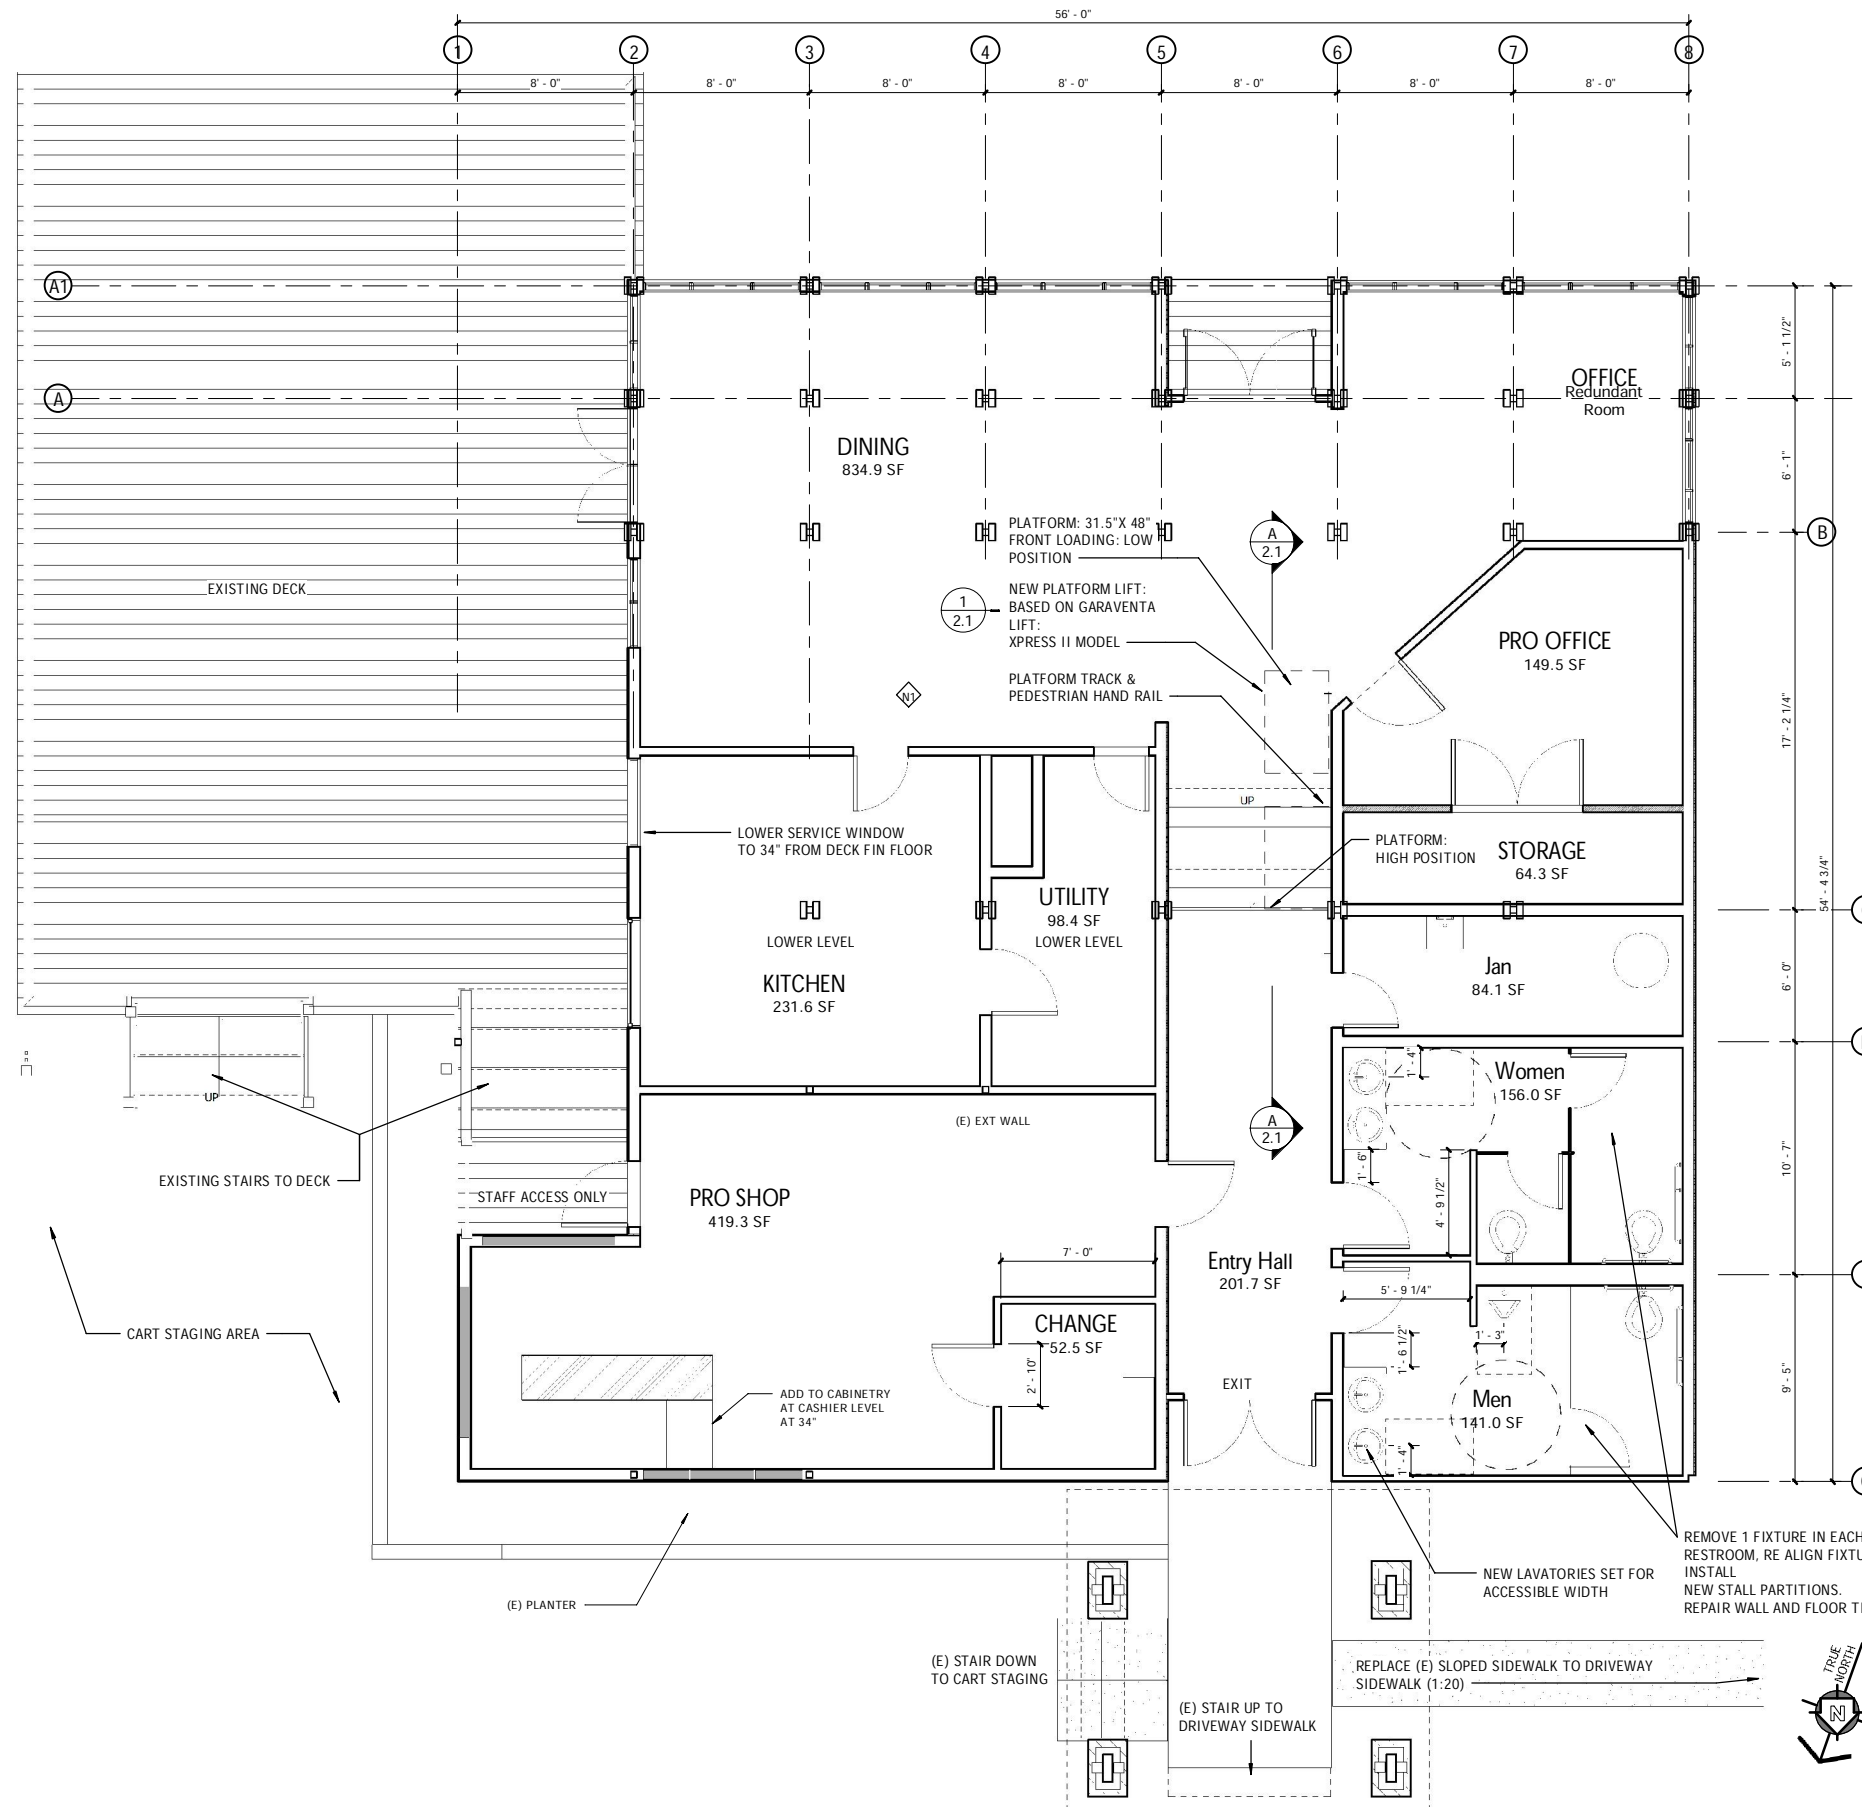 56' - 0"
1
2
3
4
5
6
7
8
8' - 0"
8' - 0"
8' - 0"
8' - 0"
8' - 0"
8' - 0"
8' - 0"
A1
A
B
5' - 1 1/2"
6' - 1"
17' - 2 1/4"
54' - 4 3/4"
6' - 0"
10' - 7"
9' - 5"
OFFICE
Redundant
Room
DINING
834.9 SF
PLATFORM: 31.5"X 48"
FRONT LOADING: LOW
POSITION
A
2.1
1
2.1
NEW PLATFORM LIFT:
BASED ON GARAVENTA
LIFT:
XPRESS II MODEL
PLATFORM TRACK &
PEDESTRIAN HAND RAIL
N1
EXISTING DECK
PRO OFFICE
149.5 SF
UP
LOWER SERVICE WINDOW
TO 34" FROM DECK FIN FLOOR
PLATFORM:
HIGH POSITION
STORAGE
64.3 SF
UTILITY
98.4 SF
LOWER LEVEL
LOWER LEVEL
KITCHEN
231.6 SF
Jan
84.1 SF
UP
Women
156.0 SF
1' - 4"
1' - 6"
4' - 9 1/2"
A
2.1
(E) EXT WALL
EXISTING STAIRS TO DECK
STAFF ACCESS ONLY
PRO SHOP
419.3 SF
7' - 0"
Entry Hall
201.7 SF
5' - 9 1/4"
CHANGE
52.5 SF
2' - 10"
1' - 6 1/2"
1' - 3"
CART STAGING AREA
ADD TO CABINETRY
AT CASHIER LEVEL
AT 34"
EXIT
Men
141.0 SF
1' - 4"
REMOVE 1 FIXTURE IN EACH
RESTROOM, RE ALIGN
INSTALL
NEW STALL PARTITIONS.
REPAIR WALL AND FLOOR
NEW LAVATORIES SET FOR
ACCESSIBLE WIDTH
(E) PLANTER
(E) STAIR DOWN
TO CART STAGING
REPLACE (E) SLOPED SIDEWALK TO DRIVEWAY
SIDEWALK (1:20)
(E) STAIR UP TO
DRIVEWAY SIDEWALK
TRUE
NORTH
N